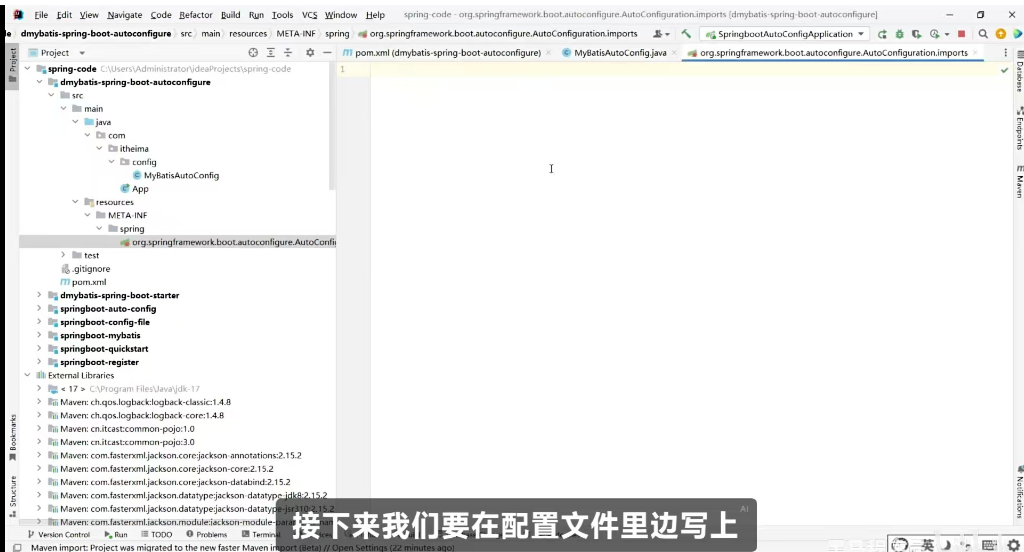 File Edit View Navigate Code Refactor Build Run Tools VCS Window Help spring-code - org.springframework.boot.autoconfigure.AutoConfiguration.imports [dmybatis-spring-boot-autoconfigure]
dmybatis-spring-boot-autoconfigure src main resources META-INF spring org.springframework.boot.autoconfigure.AutoConfiguration.imports SpringbootAutoConfigApplication
Project pom.xml (dmybatis-spring-boot-autoconfigure) MyBatisAutoConfig.java org.springframework.boot.autoconfigure.AutoConfiguration.imports
Project
Database
Endpoints
Maven
1
spring-code C:\Users\Administrator\IdeaProjects\spring-code
dmybatis-spring-boot-autoconfigure
src
main
java
com
itheima
config
MyBatisAutoConfig
App
resources
META-INF
spring
org.springframework.boot.autoconfigure.AutoConfi
test
.gitignore
pom.xml
dmybatis-spring-boot-starter
springboot-auto-config
springboot-config-file
springboot-mybatis
springboot-quickstart
springboot-register
External Libraries
< 17 > C:\Program Files\Java\jdk-17
Maven: ch.qos.logback:logback-classic:1.4.8
Maven: ch.qos.logback:logback-core:1.4.8
Maven: cn.itcast:common-pojo:1.0
Maven: cn.itcast:common-pojo:3.0
Maven: com.fasterxml.jackson.core:jackson-annotations:2.15.2
Maven: com.fasterxml.jackson.core:jackson-core:2.15.2
Maven: com.fasterxml.jackson.core:jackson-databind:2.15.2
Maven: com.fasterxml.jackson.datatype:jackson-datatype-jdk8:2.15.2
Maven: com.fasterxml.jackson.datatype:jackson-datatype-jsr310:2.15.2
Maven: com.fasterxml.jackson.module:jackson-module-
Bookmarks
Structure
Notifications
AI
接下来我们要在配置文件里边写上
Version Control Run TODO Problems Terminal
Maven import: Project was migrated to the new faster Maven import (Beta) // Open Settings (22 minutes ago)
英